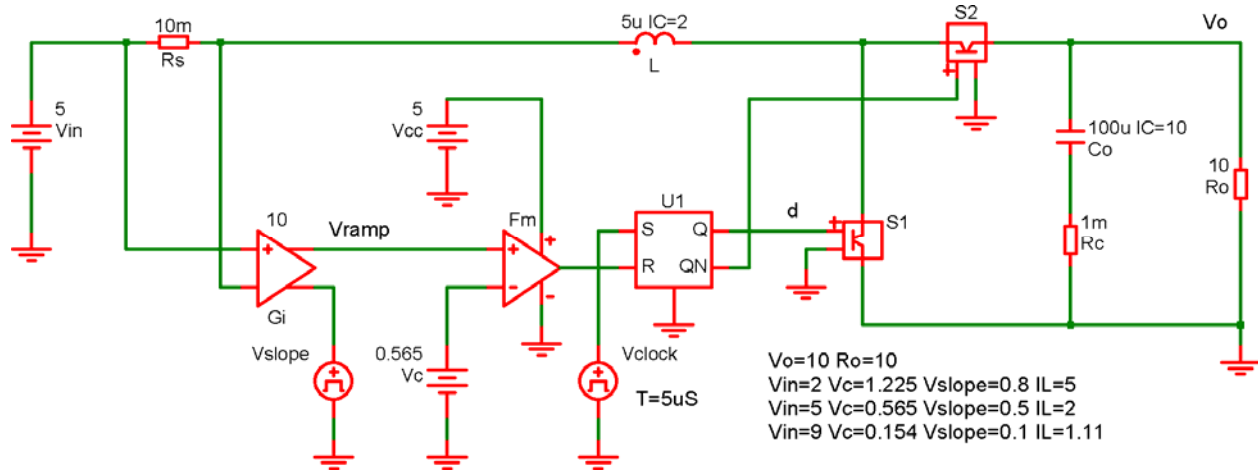 10m
Rs
5u IC=2
L
S2
Vo
5
Vin
5
Vcc
100u IC=10
Co
10
Ro
10
Gi
+
Vramp
Fm
+
-
+
-
U1
S
Q
R
QN
d
+
S1
+
1m
Rc
Vslope
+
0.565
Vc
Vclock
+
T=5uS
Vo=10 Ro=10
Vin=2 Vc=1.225 Vslope=0.8 IL=5
Vin=5 Vc=0.565 Vslope=0.5 IL=2
Vin=9 Vc=0.154 Vslope=0.1 IL=1.11